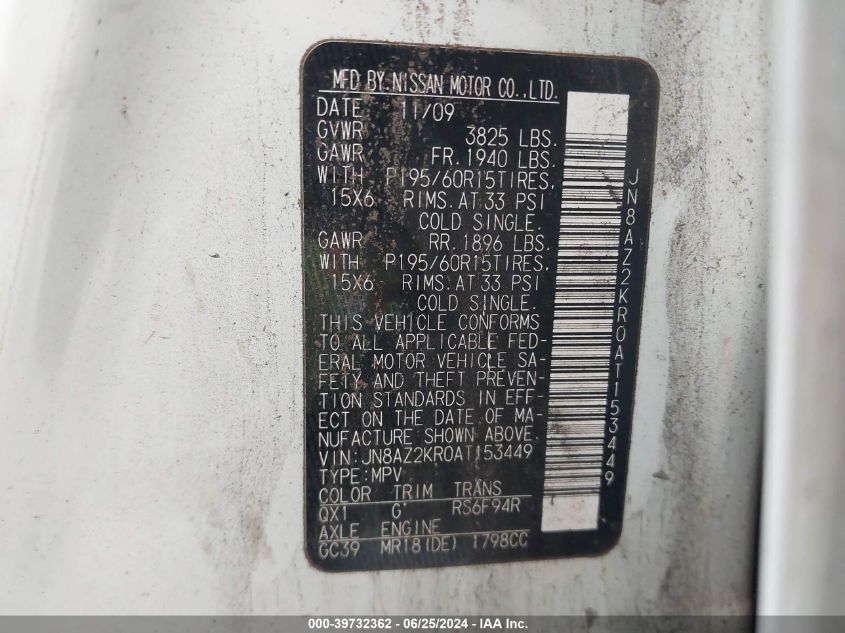 MFD BY NISSAN MOTOR CO., LTD.
DATE 11/09
GVWR 3825 LBS.
GAWR FR. 1940 LBS.
WITH P195/60R15TIRES,
15X6 RIMS. AT 33 PSI
COLD SINGLE.
GAWR RR. 1896 LBS.
WITH P195/60R15TIRES,
15X6 RIMS. AT 33 PSI
COLD SINGLE.
THIS VEHICLE CONFORMS
TO ALL APPLICABLE FED-
ERAL MOTOR VEHICLE SA-
FETY AND THEFT PREVEN-
TION STANDARDS IN EFF-
ECT ON THE DATE OF MA-
NUFACTURE SHOWN ABOVE.
VIN: JN8AZ2KR0AT153449
TYPE: MPV
COLOR TRIM TRANS
QX1 G RS6F94R
AXLE ENGINE
GC39 MR18(DE) 1798CC
JN8AZ2KR0AT153449
000-39732362 - 06/25/2024 - IAA Inc.